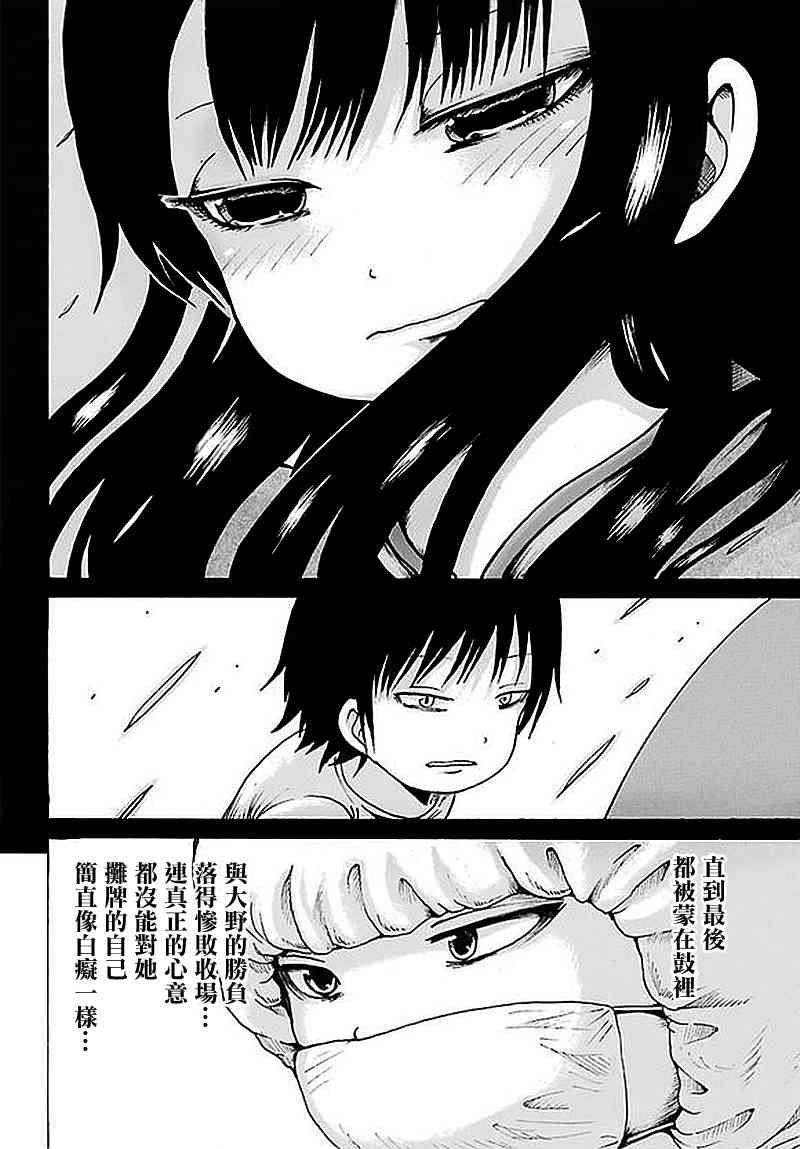 直到最後
都被蒙在鼓裡
與大野的勝負
落得慘敗收場…
連真正的心意
都沒能對她
攤牌的自己
簡直像白癡一樣…